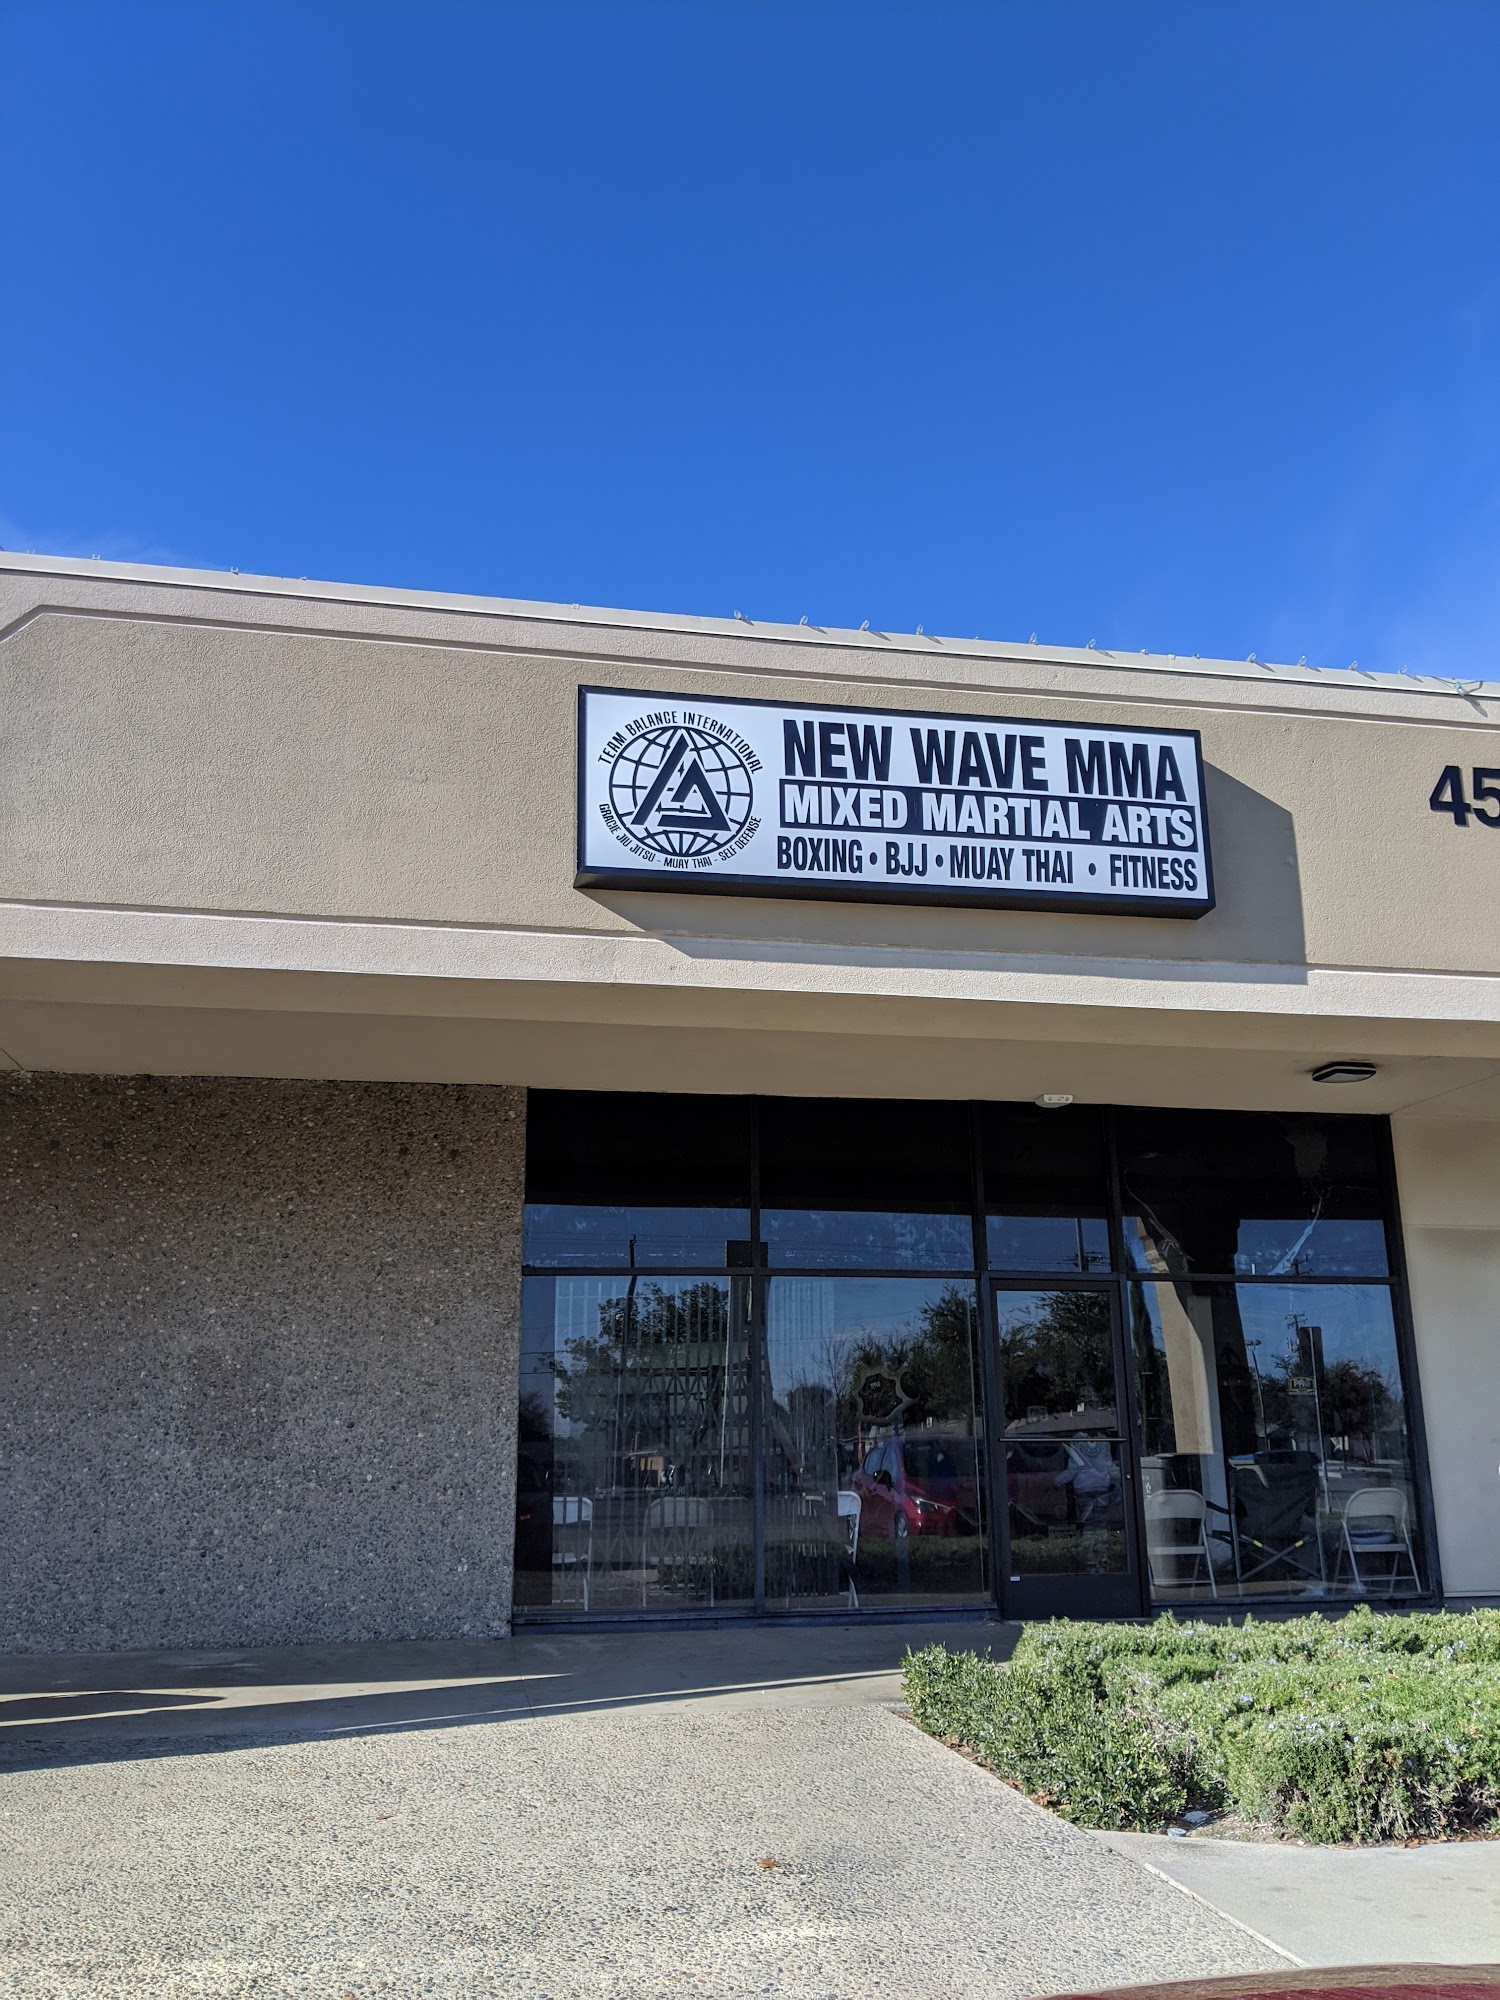 TEAM BALANCE INTERNATIONAL
GRACIE JIU JITSU - MUAY THAI - SELF DEFENSE
NEW WAVE MMA
MIXED MARTIAL ARTS
BOXING • BJJ • MUAY THAI • FITNESS
45